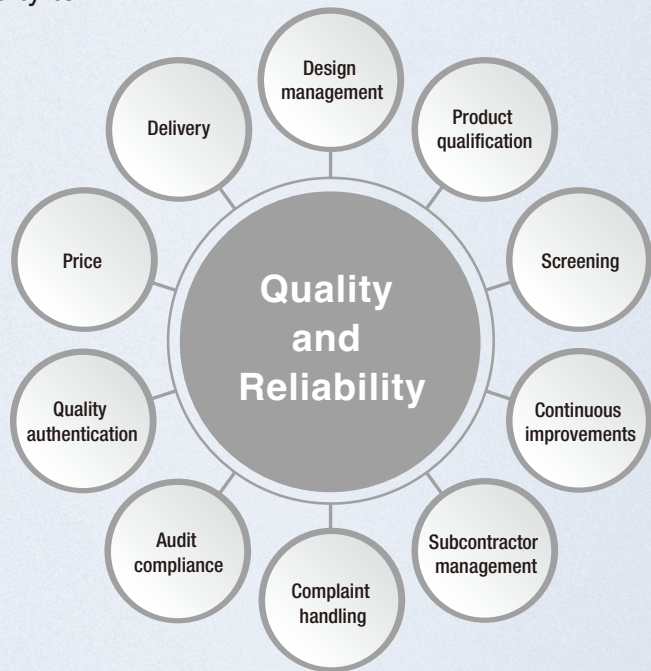 Quality
and
Reliability
Design
management
Product
qualification
Screening
Continuous
improvements
Subcontractor
management
Complaint
handling
Audit
compliance
Quality
authentication
Price
Delivery